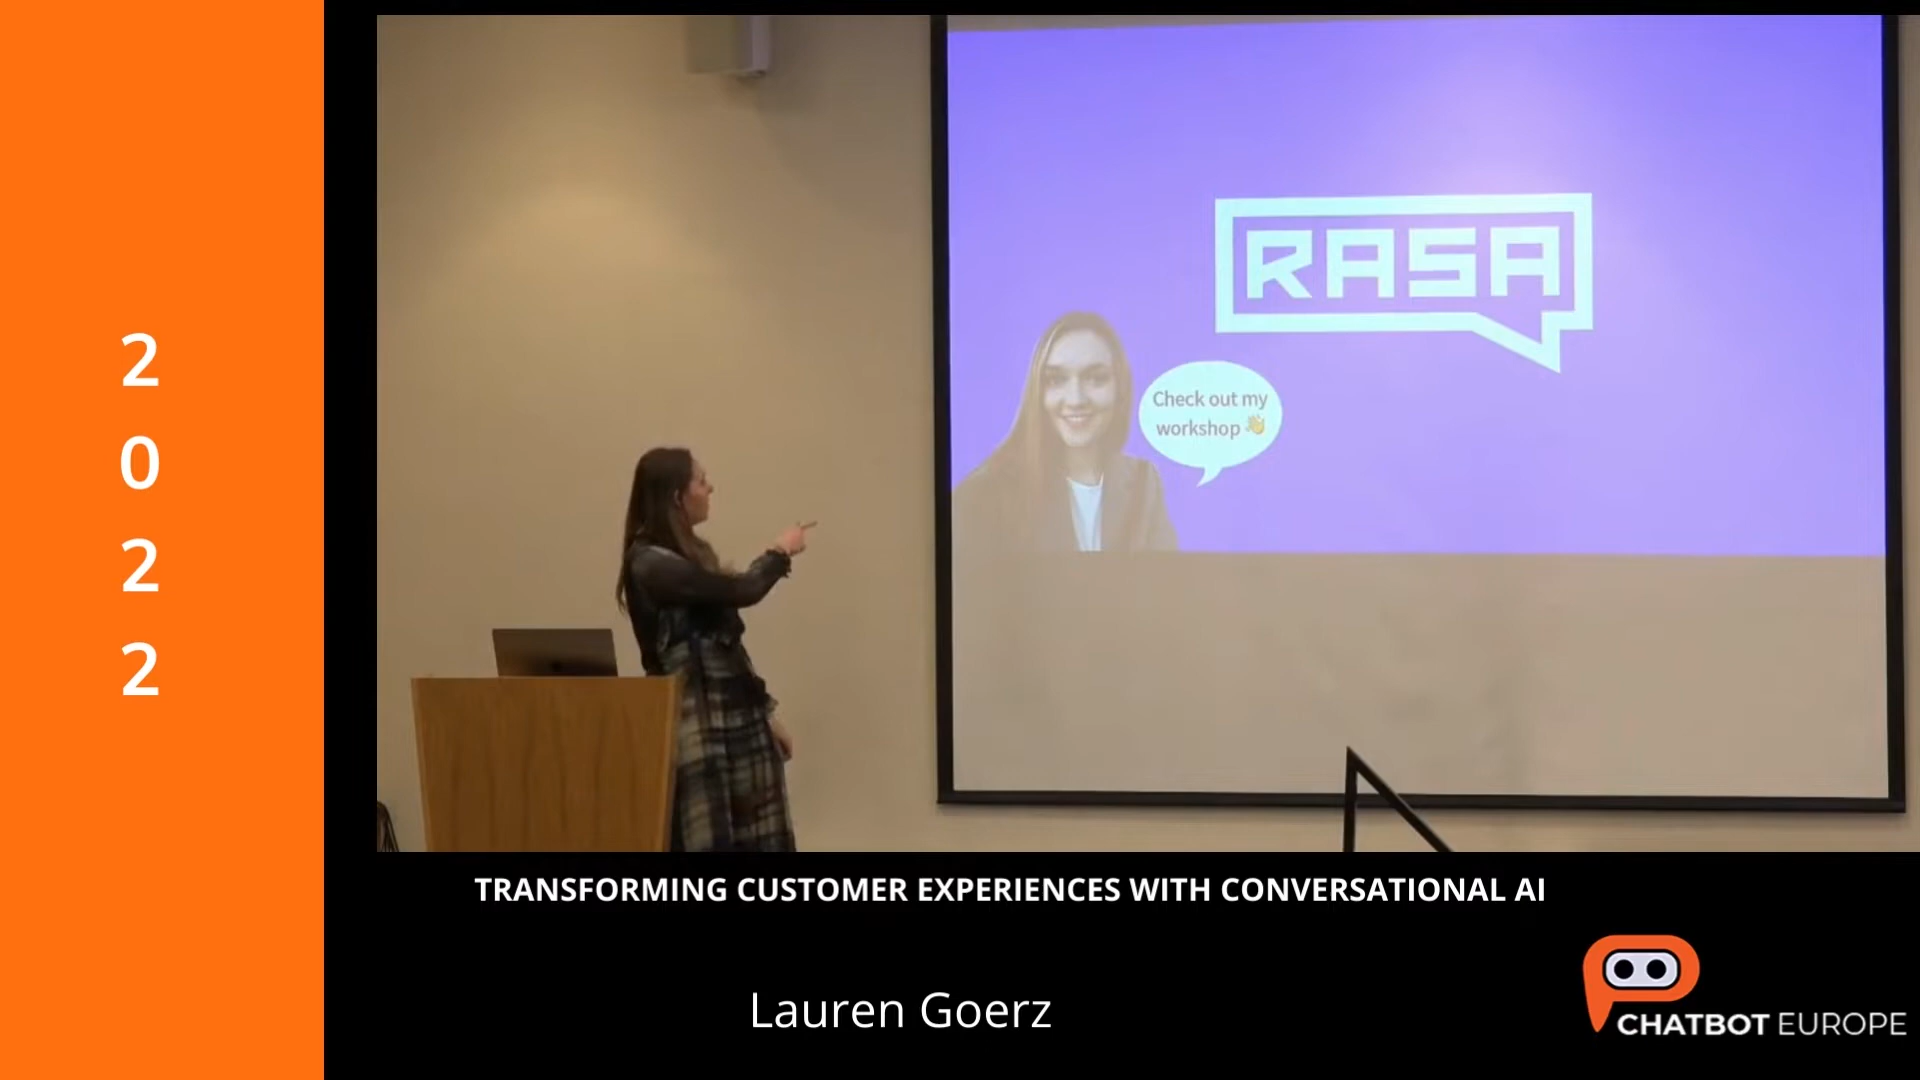 2
0
2
2
RASA
Check out my
workshop 👋
TRANSFORMING CUSTOMER EXPERIENCES WITH CONVERSATIONAL AI
Lauren Goerz
CHATBOT EUROPE